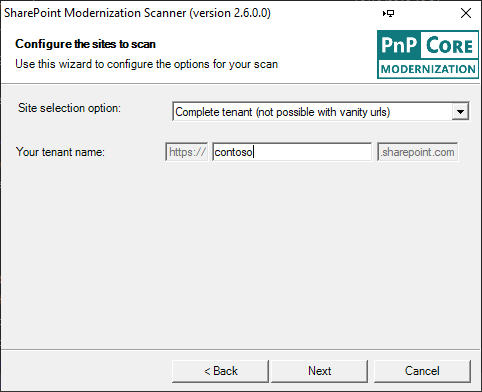 SharePoint Modernization Scanner (version 2.6.0.0)
Configure the sites to scan
Use this wizard to configure the options for your scan
PnP Core
MODERNIZATION
Site selection option: Complete tenant (not possible with vanity urls)
Your tenant name: https:// contoso .sharepoint.com
< Back Next Cancel